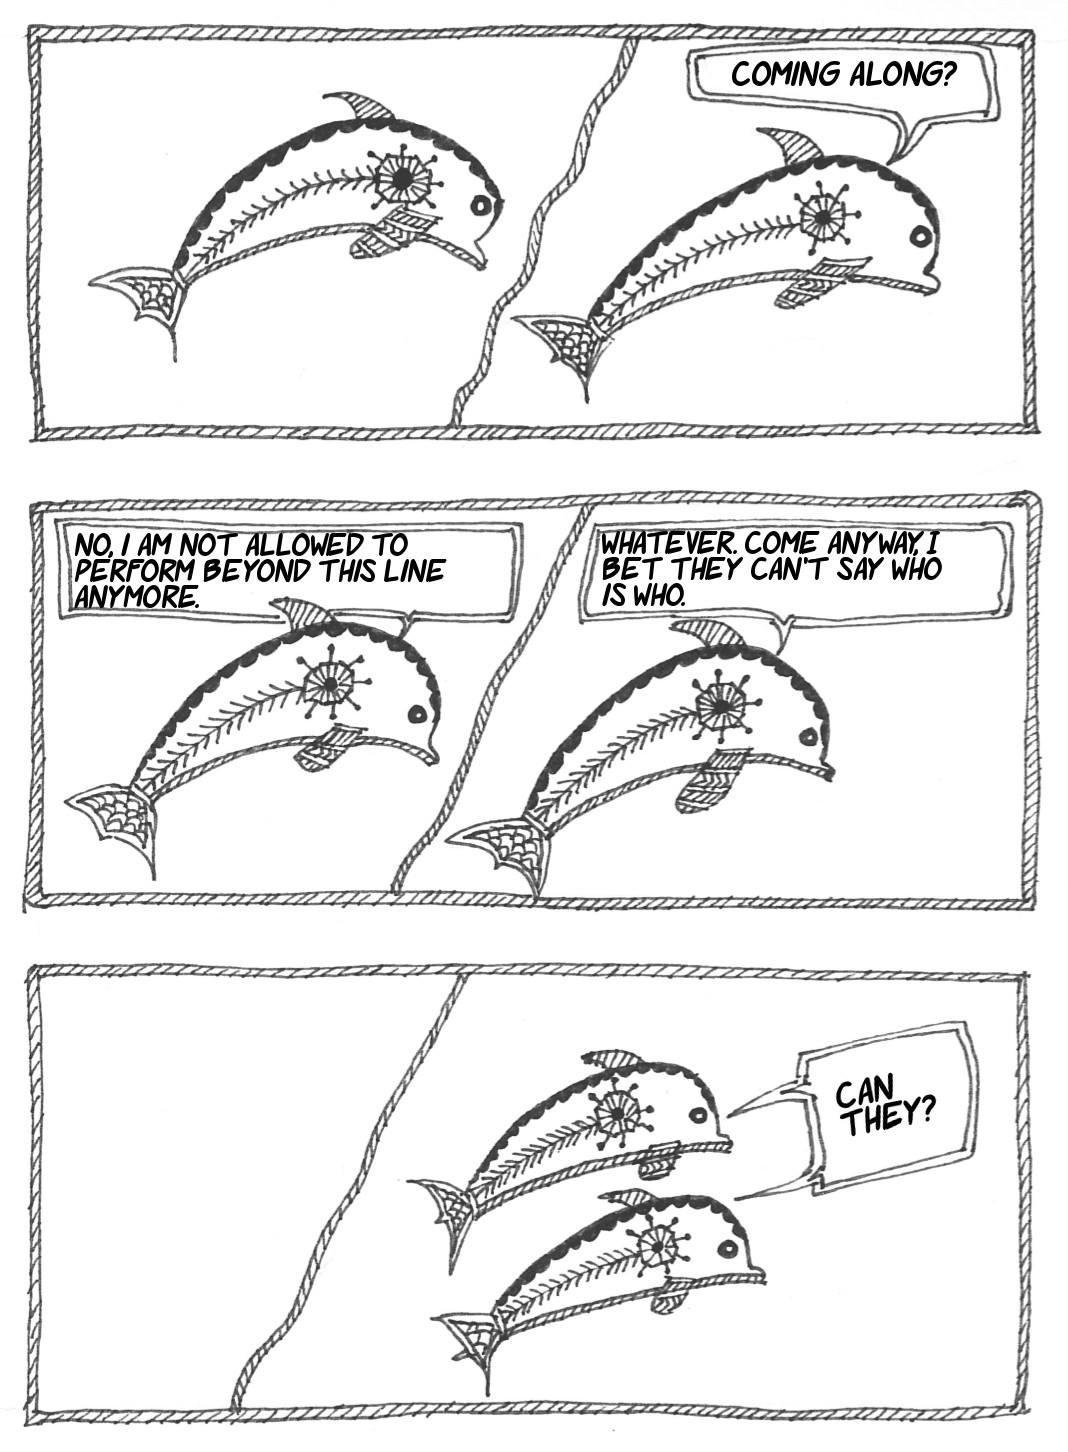 COMING ALONG?
NO, I AM NOT ALLOWED TO
PERFORM BEYOND THIS LINE
ANYMORE.
WHATEVER. COME ANYWAY, I
BET THEY CAN'T SAY WHO
IS WHO.
CAN
THEY?